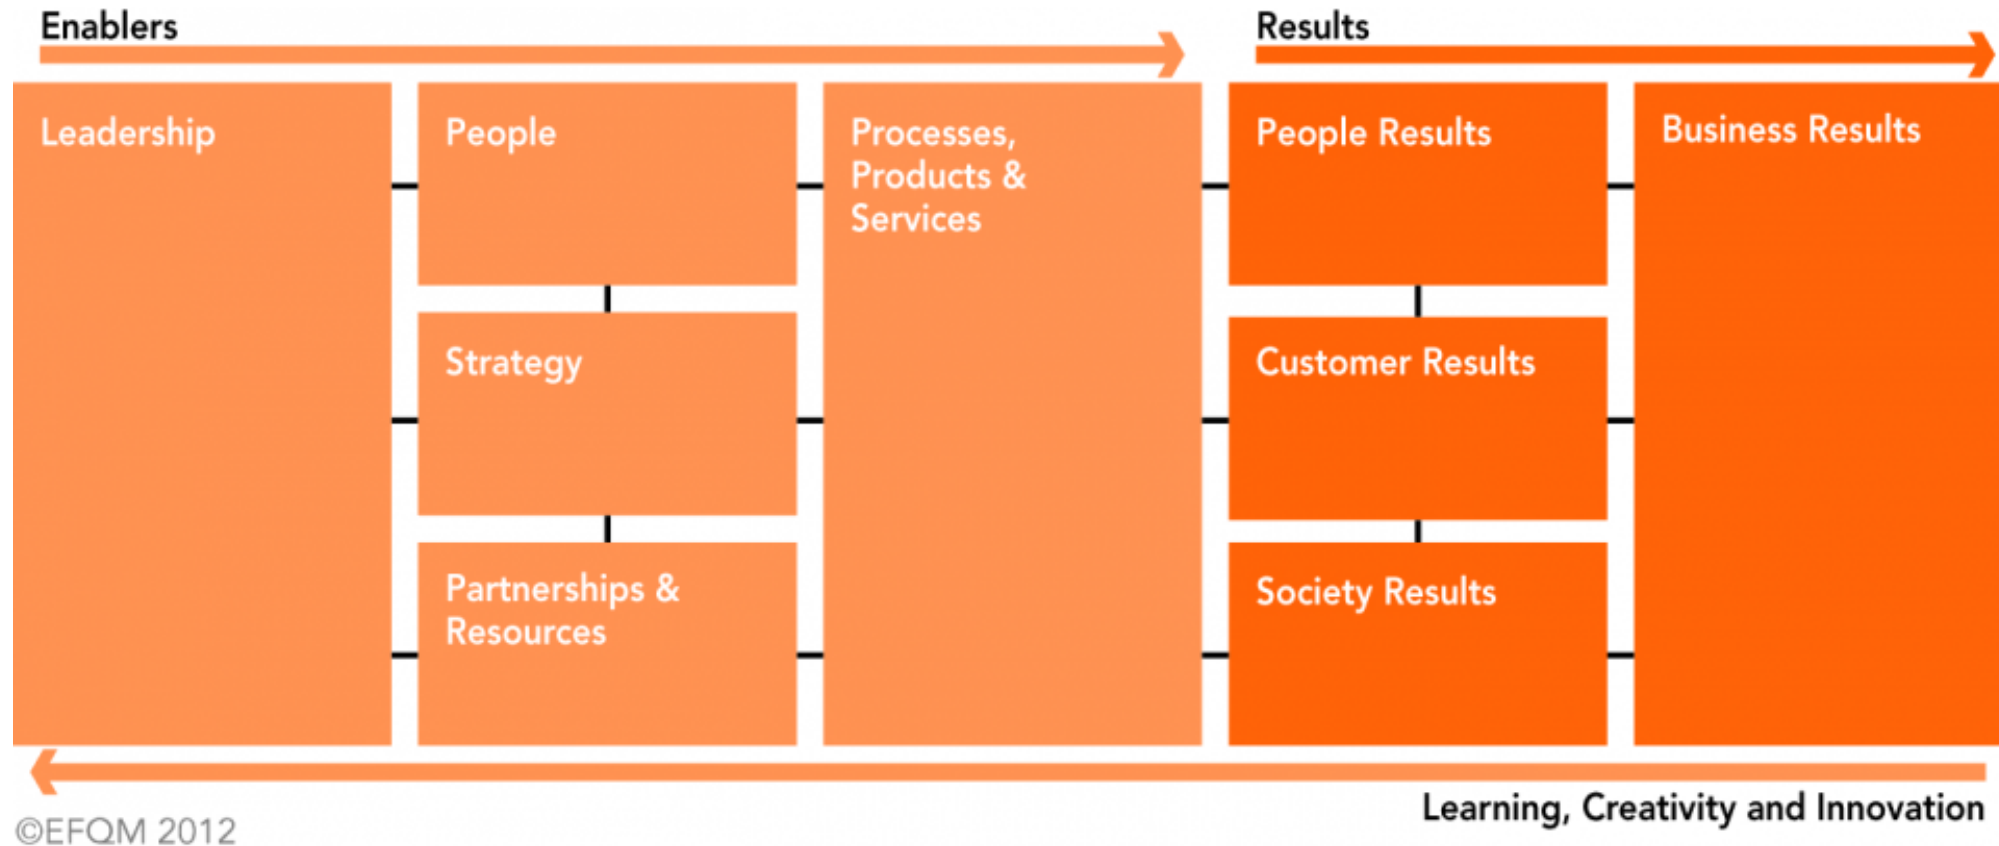 Enablers
Results
Leadership
People
Processes,
Products &
Services
People Results
Business Results
Strategy
Customer Results
Partnerships &
Resources
Society Results
Learning, Creativity and Innovation
©EFQM 2012